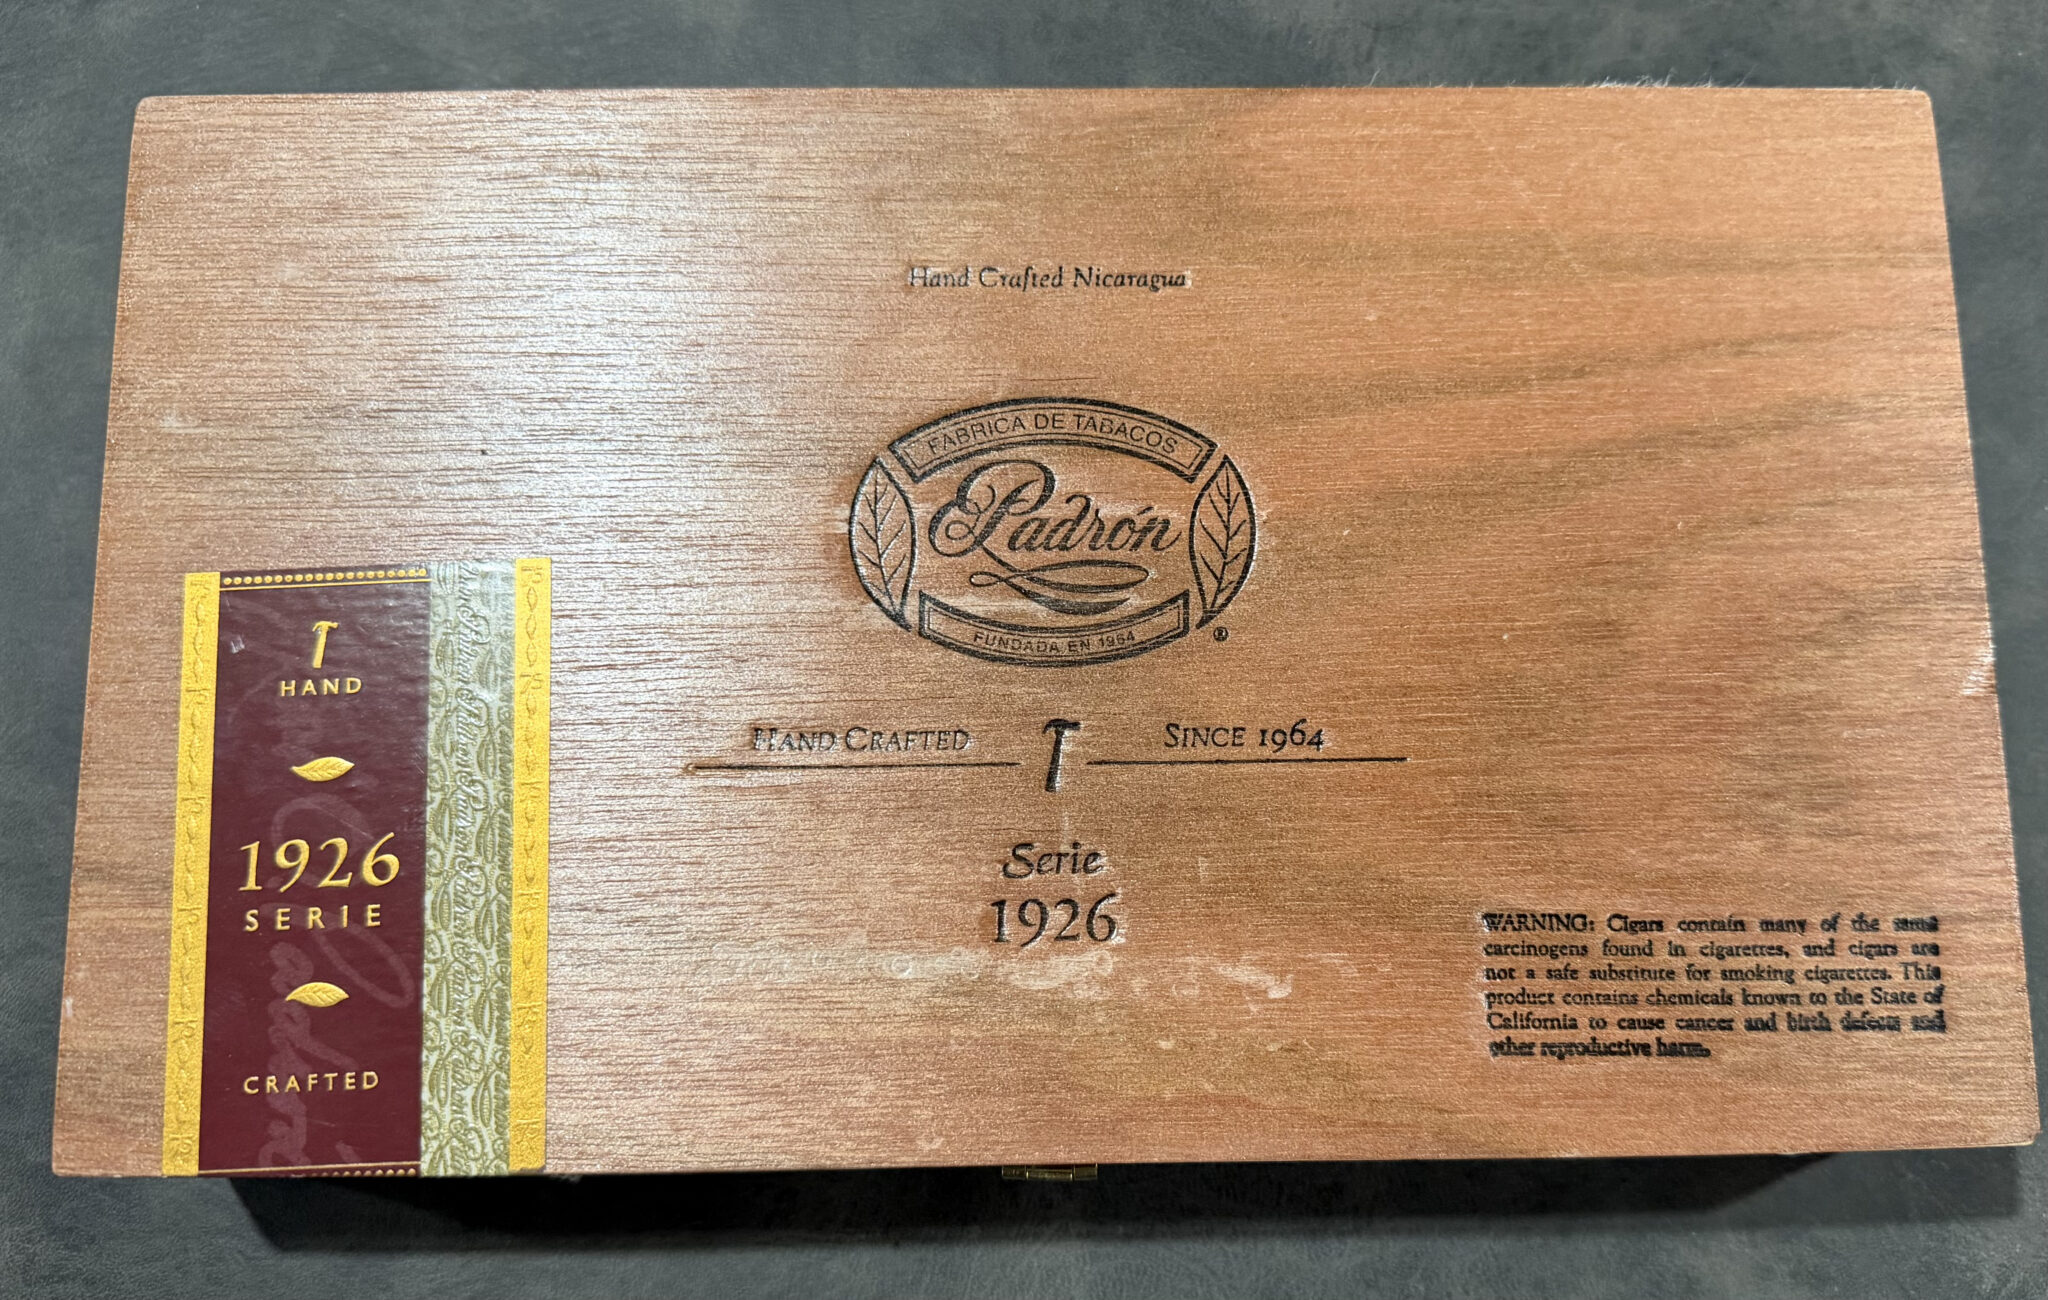 Hand Crafted Nicaragua
FABRICA DE TABACOS
Padrón
FUNDADA EN 1964
®
HAND CRAFTED
SINCE 1964
Serie
1926
HAND
1926
SERIE
CRAFTED
WARNING: Cigars contain many of the same
carcinogens found in cigarettes, and cigars are
not a safe substitute for smoking cigarettes. This
product contains chemicals known to the State of
California to cause cancer and birth defects and
other reproductive harm.
Padrón